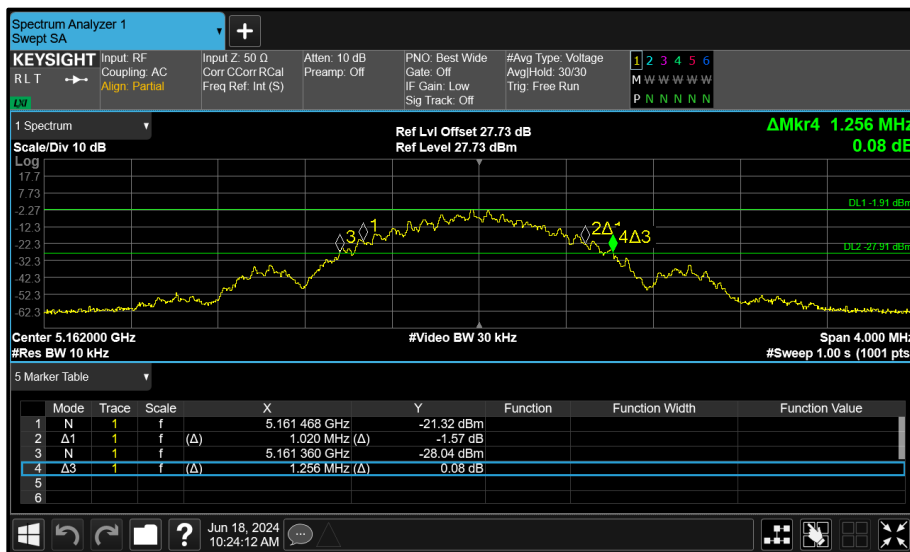 Spectrum Analyzer 1
Swept SA
+
KEYSIGHT
R L T
LXI
Input: RF
Coupling: AC
Align: Partial
Input Z: 50 Ω
Corr CCorr RCal
Freq Ref: Int (S)
Atten: 10 dB
Preamp: Off
PNO: Best Wide
Gate: Off
IF Gain: Low
Sig Track: Off
#Avg Type: Voltage
Avg|Hold: 30/30
Trig: Free Run
1 2 3 4 5 6
M W W W W W
P N N N N N
1 Spectrum
Scale/Div 10 dB
Ref Lvl Offset 27.73 dB
Ref Level 27.73 dBm
ΔMkr4 1.256 MHz
0.08 dB
Log
17.7
7.73
-2.27
-12.3
-22.3
-32.3
-42.3
-52.3
-62.3
DL1 -1.91 dBm
DL2 -27.91 dBm
3
1
2Δ1
4Δ3
Center 5.162000 GHz
#Video BW 30 kHz
Span 4.000 MHz
#Res BW 10 kHz
#Sweep 1.00 s (1001 pts)
5 Marker Table
Mode Trace Scale X Y Function Function Width Function Value
1 N 1 f 5.161 468 GHz -21.32 dBm
2 Δ1 1 f (Δ) 1.020 MHz (Δ) -1.57 dB
3 N 1 f 5.161 360 GHz -28.04 dBm
4 Δ3 1 f (Δ) 1.256 MHz (Δ) 0.08 dB
5
6
?
Jun 18, 2024
10:24:12 AM